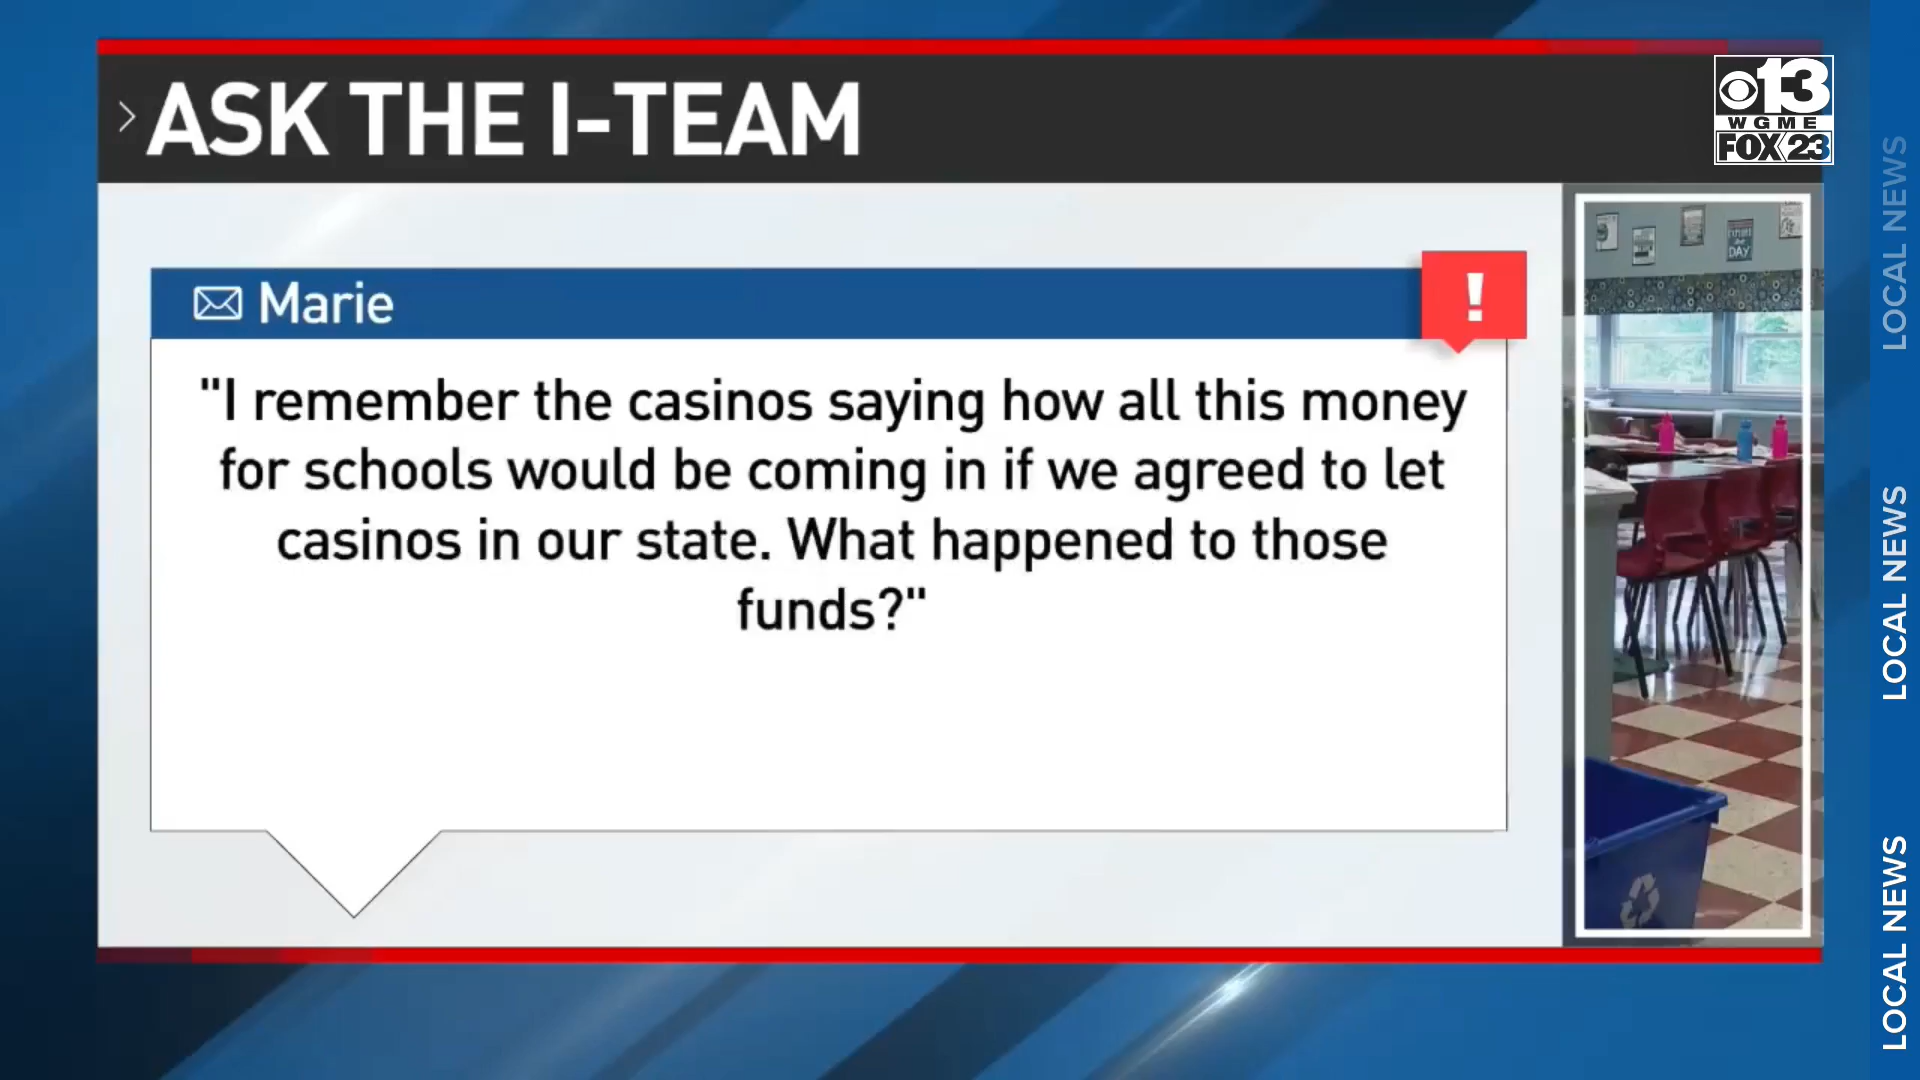 ASK THE I-TEAM
13
WGME
FOX 23
Marie
!
"I remember the casinos saying how all this money
for schools would be coming in if we agreed to let
casinos in our state. What happened to those
funds?"
DAY
LOCAL NEWS
LOCAL NEWS
LOCAL NEWS